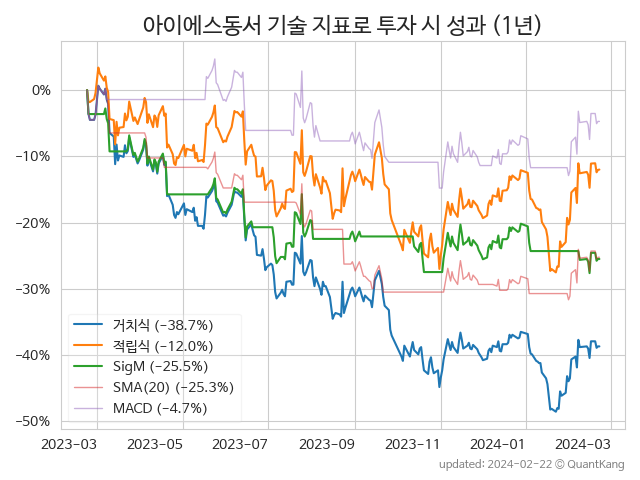 아이에스동서 기술 지표로 투자 시 성과 (1년)
0%
−10%
−20%
−30%
−40%
−50%
거치식 (−38.7%)
적립식 (−12.0%)
SigM (−25.5%)
SMA(20) (−25.3%)
MACD (−4.7%)
2023-03 2023-05 2023-07 2023-09 2023-11 2024-01 2024-03
updated: 2024-02-22 © QuantKang